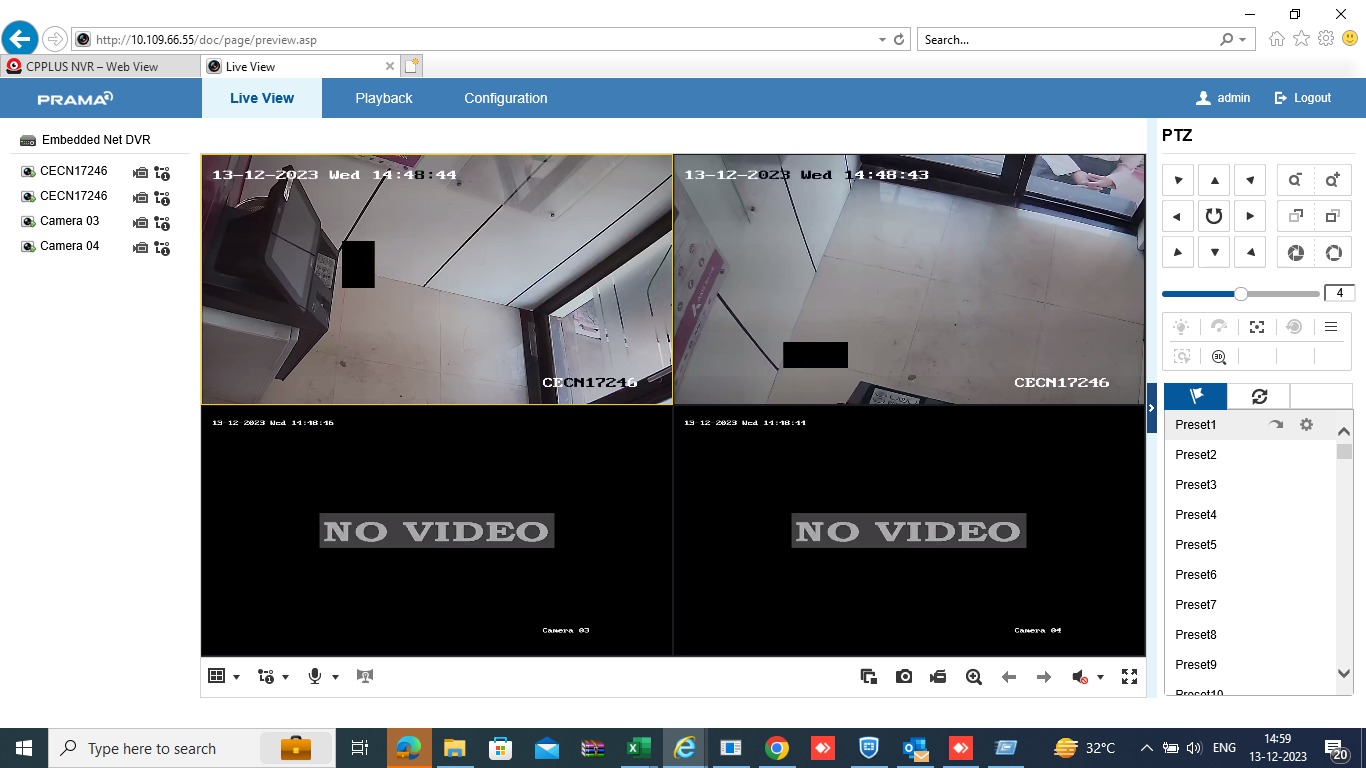 http://10.109.66.55/doc/page/preview.asp
Search...
CPPLUS NVR – Web View
Live View
PRAMA
Live View
Playback
Configuration
admin
Logout
Embedded Net DVR
CECN17246
CECN17246
Camera 03
Camera 04
13-12-2023 Wed 14:48:44
CECN17246
13-12-2023 Wed 14:48:43
CECN17246
13-12-2023 Wed 14:48:46
NO VIDEO
Camera 03
13-12-2023 Wed 14:48:44
NO VIDEO
Camera 04
PTZ
4
3D
Preset1
Preset2
Preset3
Preset4
Preset5
Preset6
Preset7
Preset8
Preset9
Preset10
Type here to search
32°C
ENG
14:59
13-12-2023
20